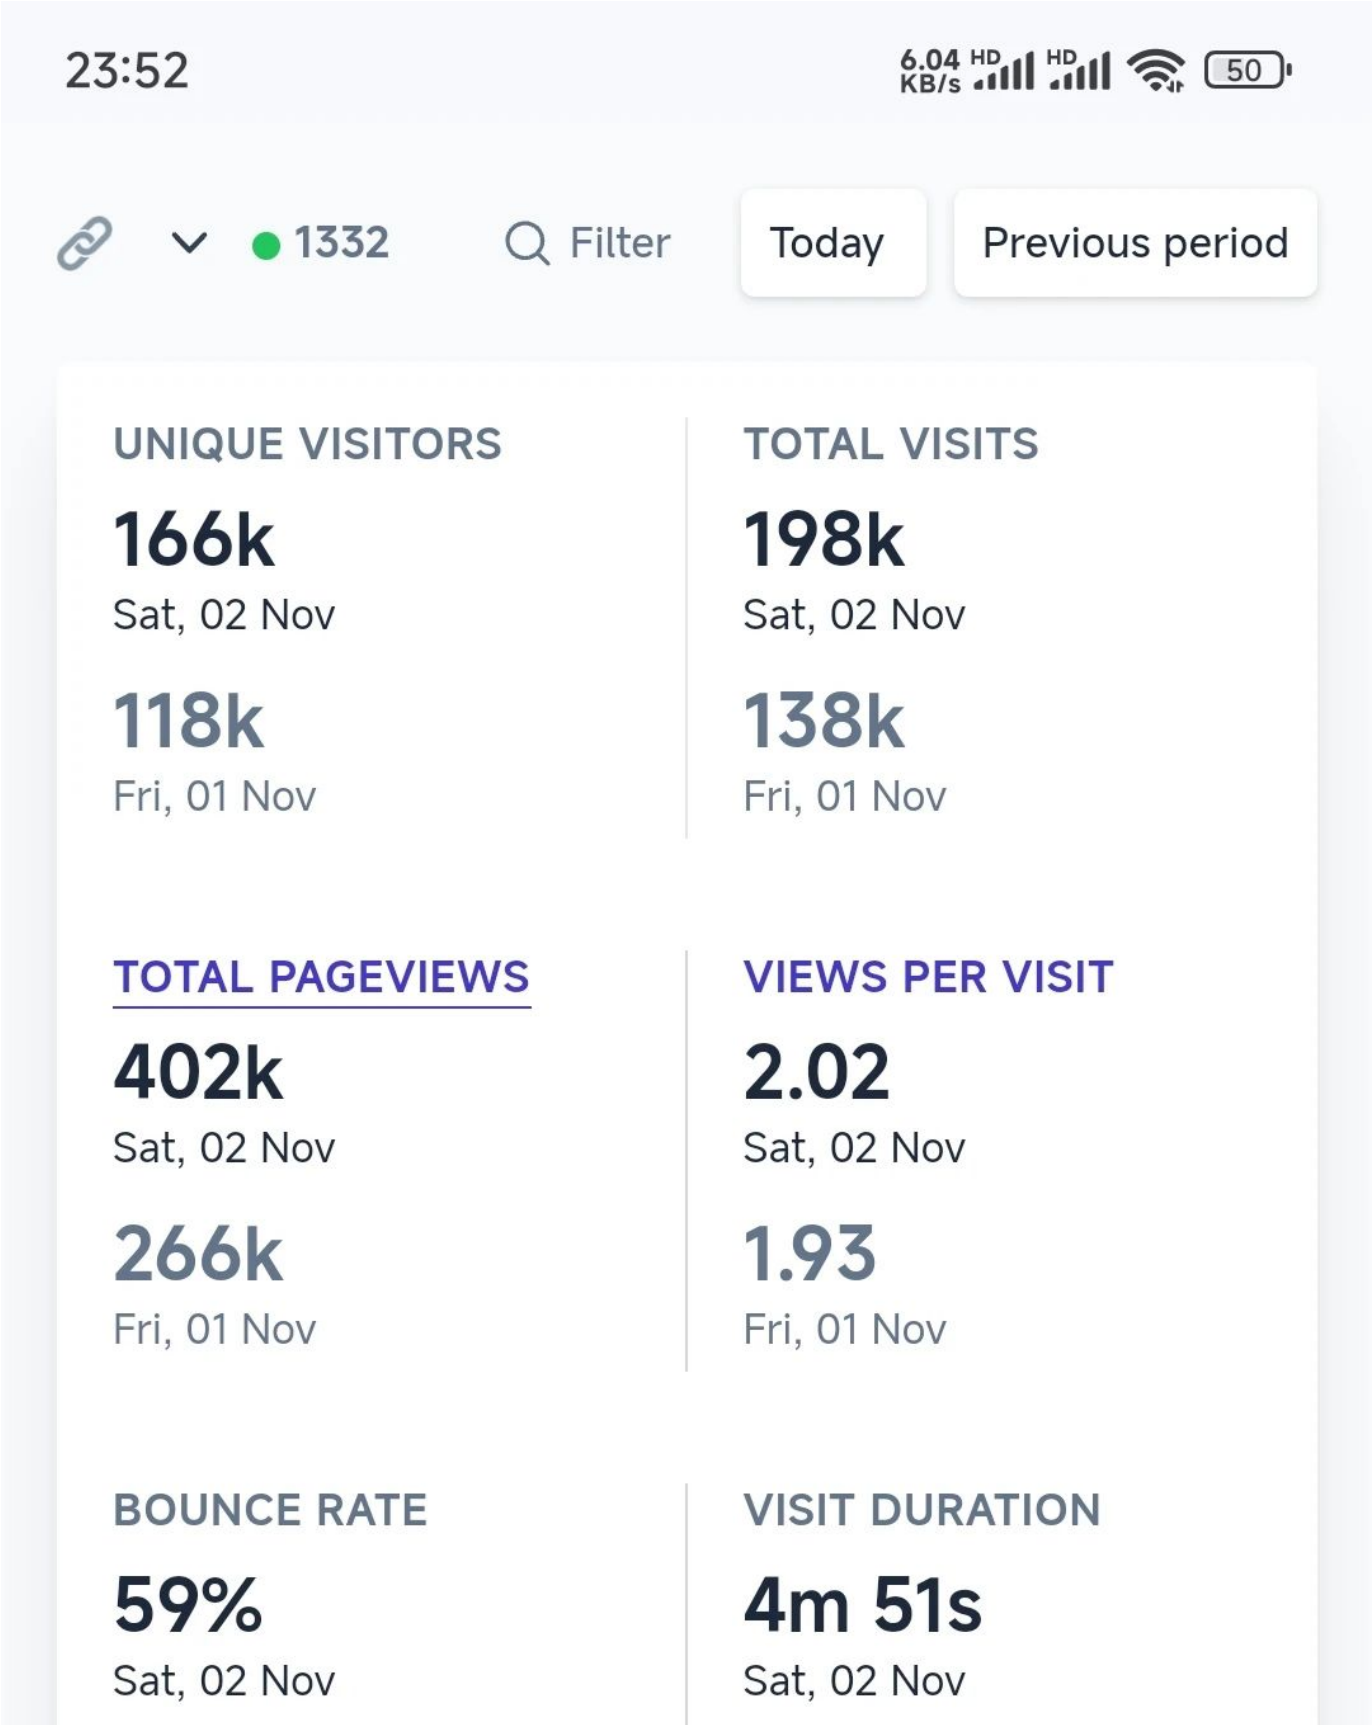 23:52
6.04 KB/s HD HD 50
1332 Filter Today Previous period
UNIQUE VISITORS
166k
Sat, 02 Nov
118k
Fri, 01 Nov
TOTAL VISITS
198k
Sat, 02 Nov
138k
Fri, 01 Nov
TOTAL PAGEVIEWS
402k
Sat, 02 Nov
266k
Fri, 01 Nov
VIEWS PER VISIT
2.02
Sat, 02 Nov
1.93
Fri, 01 Nov
BOUNCE RATE
59%
Sat, 02 Nov
VISIT DURATION
4m 51s
Sat, 02 Nov